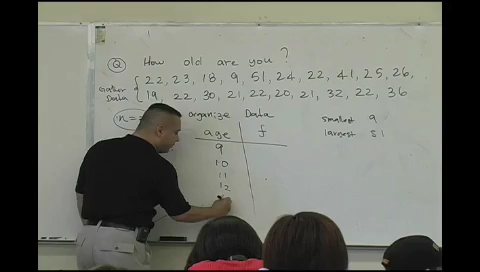 Q How old are you ?
Gather Data { 22, 23, 18, 9, 51, 24, 22, 41, 25, 26,
19, 22, 30, 21, 22, 20, 21, 32, 22, 36
n =
organize Data
smallest 9
largest 51
age f
9
10
11
12